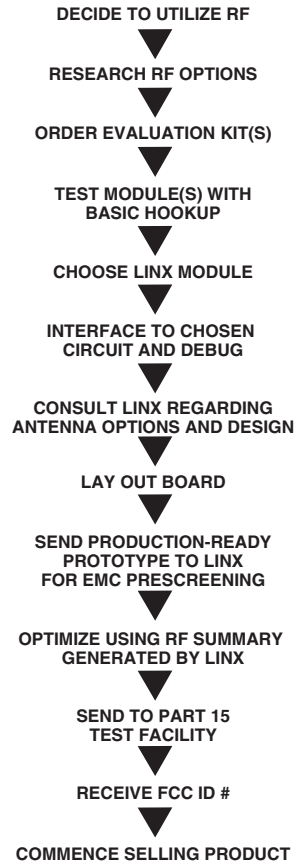 DECIDE TO UTILIZE RF
RESEARCH RF OPTIONS
ORDER EVALUATION KIT(S)
TEST MODULE(S) WITH
BASIC HOOKUP
CHOOSE LINX MODULE
INTERFACE TO CHOSEN
CIRCUIT AND DEBUG
CONSULT LINX REGARDING
ANTENNA OPTIONS AND DESIGN
LAY OUT BOARD
SEND PRODUCTION-READY
PROTOTYPE TO LINX
FOR EMC PRESCREENING
OPTIMIZE USING RF SUMMARY
GENERATED BY LINX
SEND TO PART 15
TEST FACILITY
RECEIVE FCC ID #
COMMENCE SELLING PRODUCT